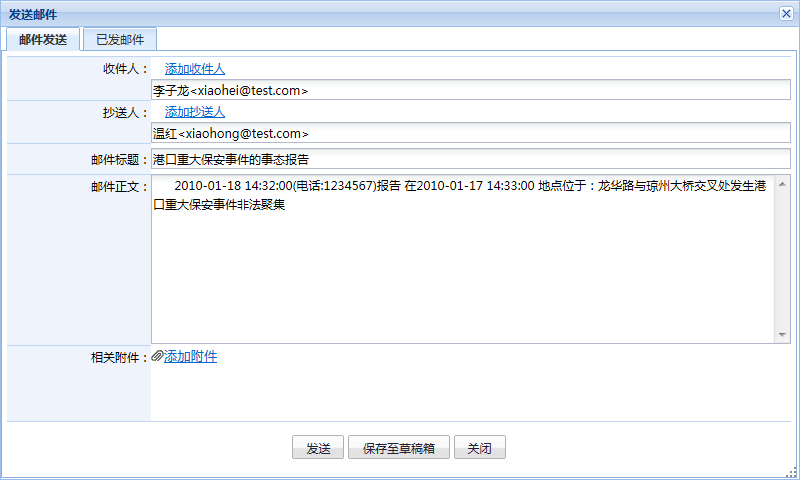 发送邮件
邮件发送 已发邮件
收件人： 添加收件人
李子龙<xiaohei@test.com>
抄送人： 添加抄送人
温红<xiaohong@test.com>
邮件标题： 港口重大保安事件的事态报告
邮件正文： 2010-01-18 14:32:00(电话:1234567)报告 在2010-01-17 14:33:00 地点位于：龙华路与琼州大桥交叉处发生港
口重大保安事件非法聚集
相关附件： 添加附件
发送 保存至草稿箱 关闭